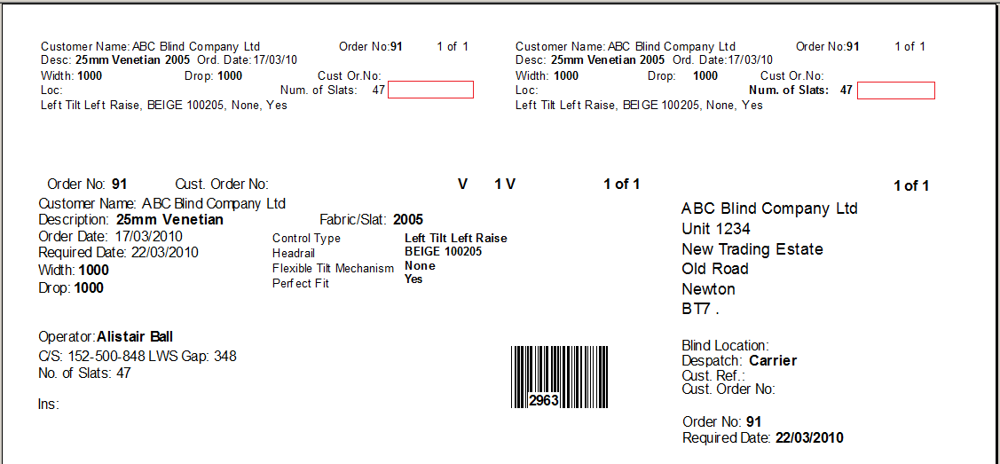 Customer Name: ABC Blind Company Ltd Order No:91 1 of 1
Desc: 25mm Venetian 2005 Ord. Date:17/03/10
Width: 1000 Drop: 1000 Cust Or.No:
Loc: Num. of Slats: 47
Left Tilt Left Raise, BEIGE 100205, None, Yes
Customer Name: ABC Blind Company Ltd Order No:91 1 of 1
Desc: 25mm Venetian 2005 Ord. Date:17/03/10
Width: 1000 Drop: 1000 Cust Or.No:
Loc: Num. of Slats: 47
Left Tilt Left Raise, BEIGE 100205, None, Yes
Order No: 91 Cust. Order No: V 1 V 1 of 1
Customer Name: ABC Blind Company Ltd
Description: 25mm Venetian Fabric/Slat: 2005
Order Date: 17/03/2010
Required Date: 22/03/2010
Width: 1000
Drop: 1000
Control Type Left Tilt Left Raise
Headrail BEIGE 100205
Flexible Tilt Mechanism None
Perfect Fit Yes
Operator:Alistair Ball
C/S: 152-500-848 LWS Gap: 348
No. of Slats: 47
Ins:
2963
1 of 1
ABC Blind Company Ltd
Unit 1234
New Trading Estate
Old Road
Newton
BT7 .
Blind Location:
Despatch: Carrier
Cust. Ref.:
Cust. Order No:
Order No: 91
Required Date: 22/03/2010